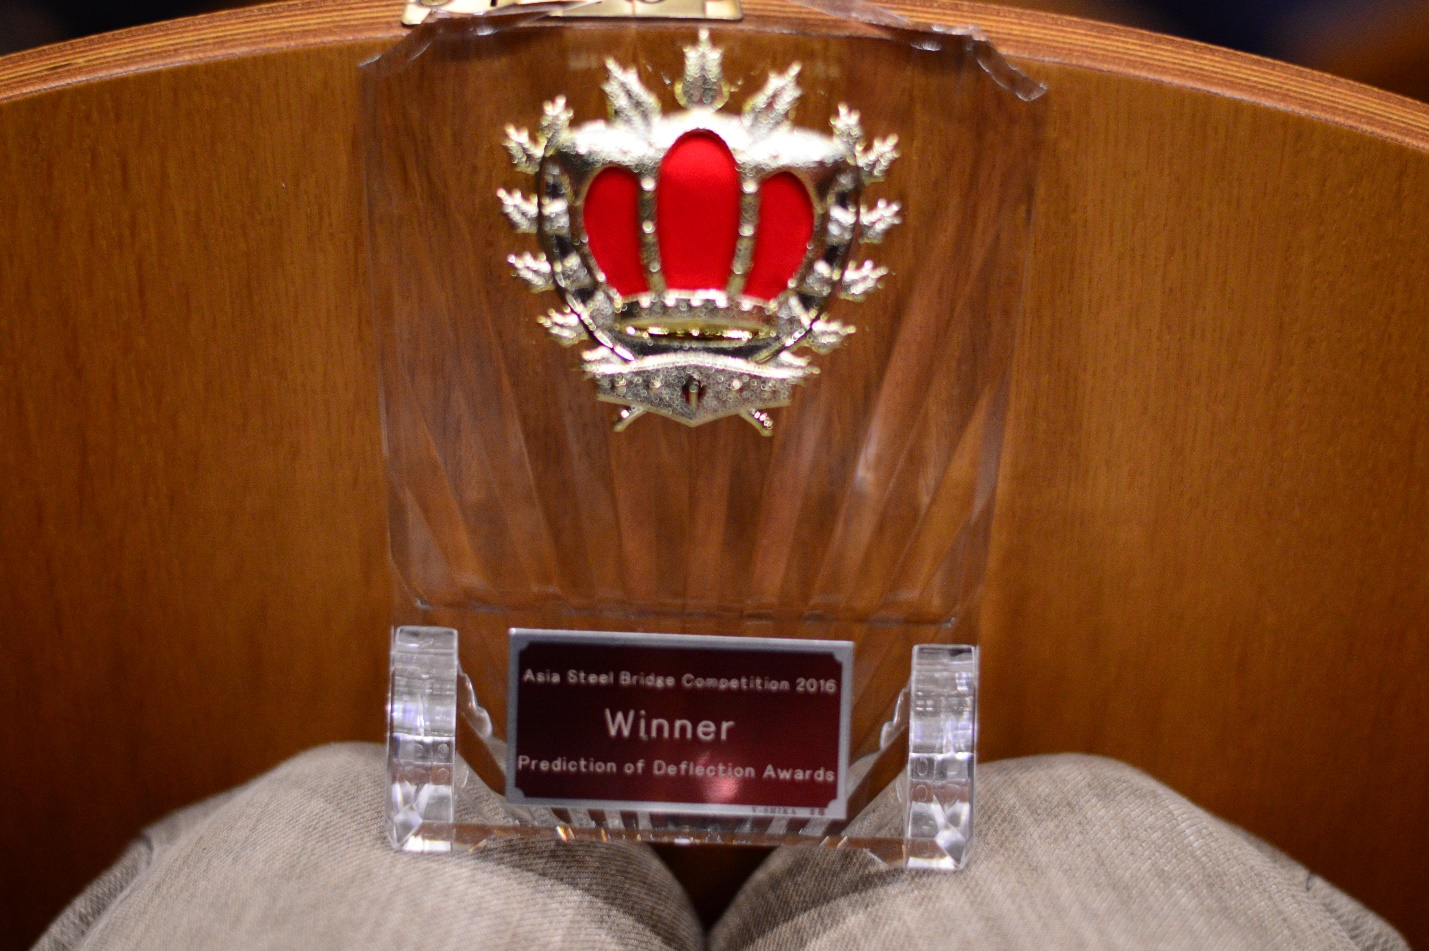 Asia Steel Bridge Competition 2016
Winner
Prediction of Deflection Awards